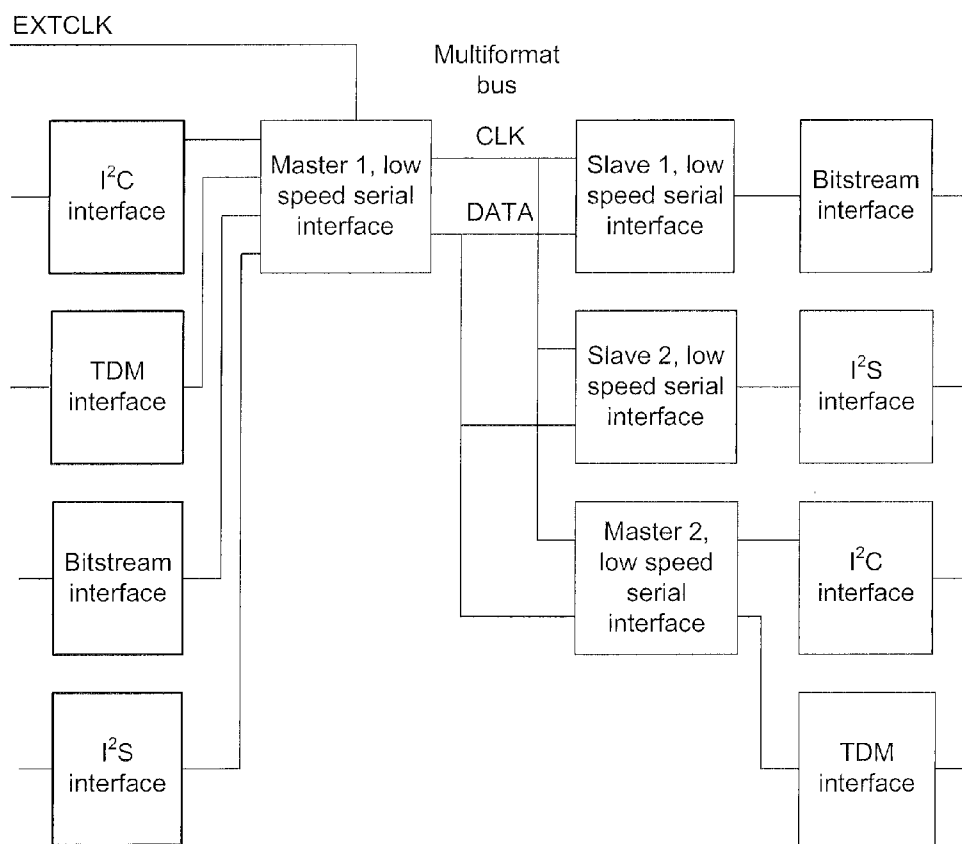 EXTCLK
Multiformat
bus
CLK
DATA
I²C
interface
TDM
interface
Bitstream
interface
I²S
interface
Master 1, low
speed serial
interface
Slave 1, low
speed serial
interface
Bitstream
interface
Slave 2, low
speed serial
interface
I²S
interface
Master 2,
low speed
serial
interface
I²C
interface
TDM
interface